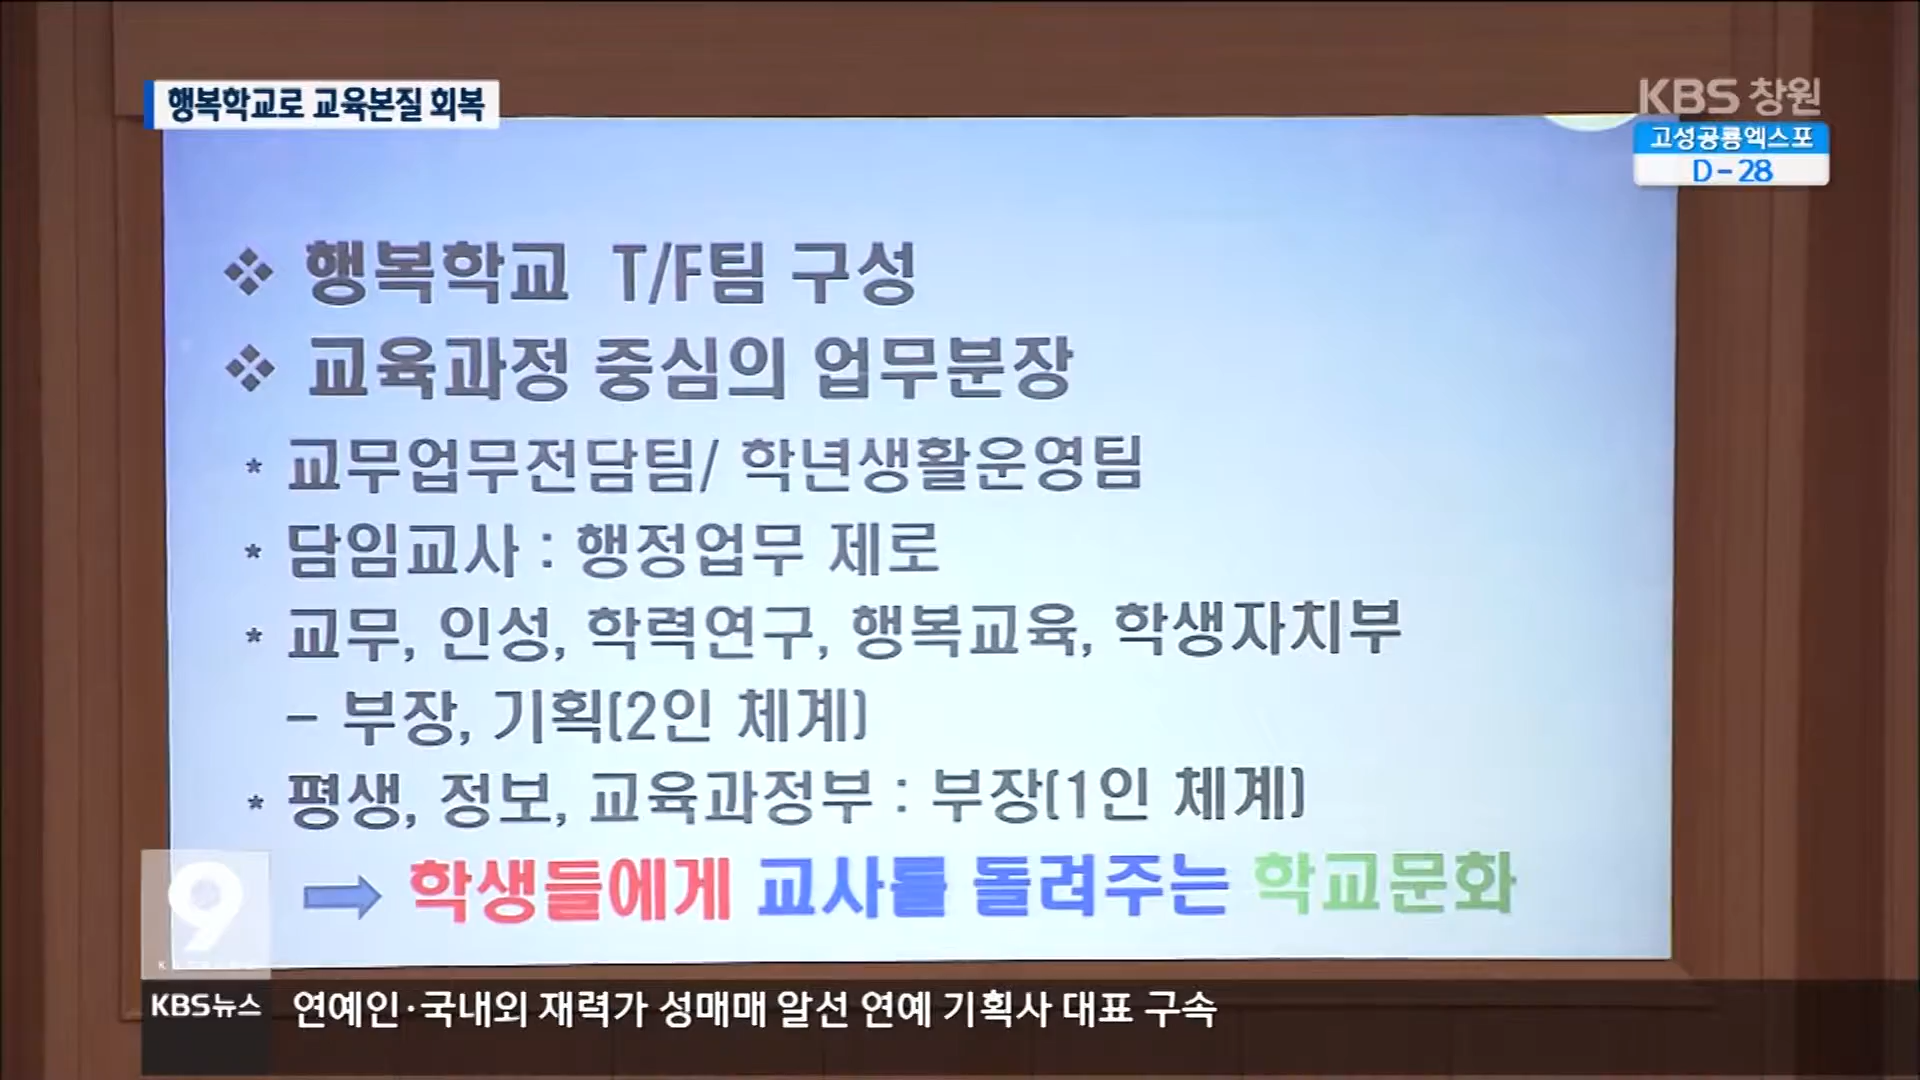 행복학교로 교육본질 회복
KBS 창원
고성공룡엑스포
D-28
❖ 행복학교 T/F팀 구성
❖ 교육과정 중심의 업무분장
* 교무업무전담팀/ 학년생활운영팀
* 담임교사 : 행정업무 제로
* 교무, 인성, 학력연구, 행복교육, 학생자치부
- 부장, 기획(2인 체계)
* 평생, 정보, 교육과정부 : 부장(1인 체계)
➡ 학생들에게 교사를 돌려주는 학교문화
9
KBS뉴스 연예인·국내외 재력가 성매매 알선 연예 기획사 대표 구속